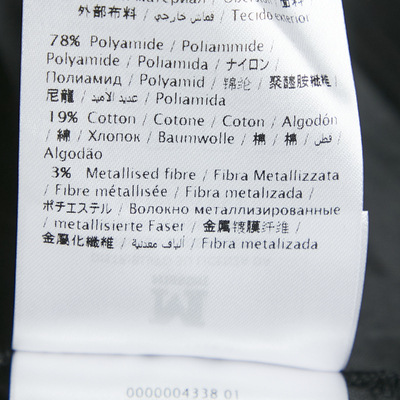 外部布料 / قماش خارجي / Tecido exterior
78% Polyamide / Poliammide /
Polyamide / Poliamida / ナイロン /
Полиамид / Polyamid / 锦纶 / 聚醯胺纖維 /
尼龍 / عديد الأميد / Poliamida
19% Cotton / Cotone / Coton / Algodón
/ 綿 / Хлопок / Baumwolle / 棉 / 棉 / قطن /
Algodão
3% Metallised fibre / Fibra Metallizzata
/ Fibre métallisée / Fibra metalizada /
ポチエステル / Волокно металлизированные
/ metallisierte Faser / 金属镀膜纤维 /
金屬化纖維 / ألياف معدنية / Fibra metalizada
M
0000004338 01